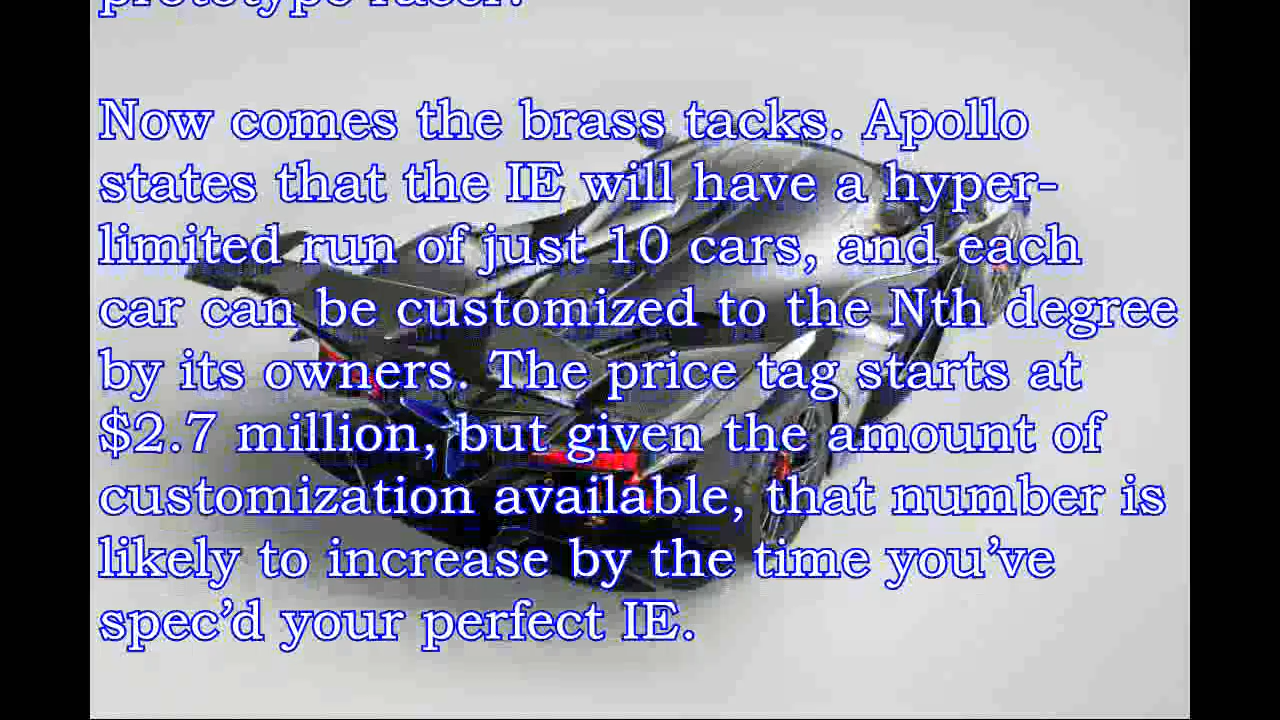 prototype racer.
Now comes the brass tacks. Apollo
states that the IE will have a hyper-
limited run of just 10 cars, and each
car can be customized to the Nth degree
by its owners. The price tag starts at
$2.7 million, but given the amount of
customization available, that number is
likely to increase by the time you’ve
spec’d your perfect IE.